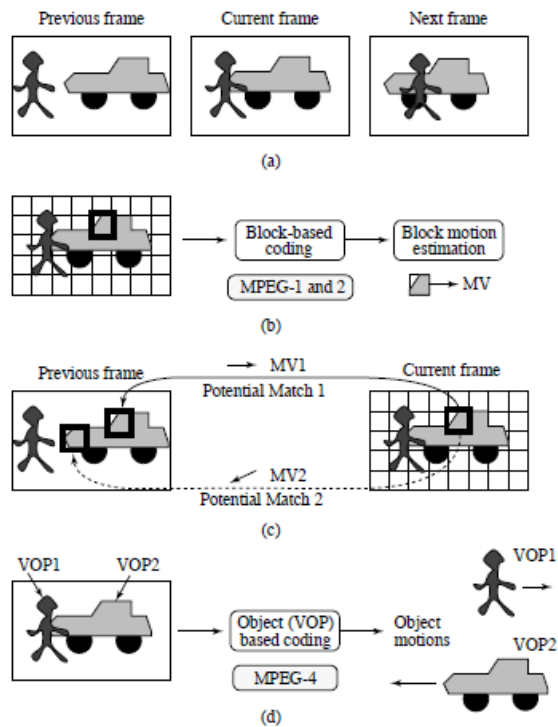 Previous frame Current frame Next frame
(a)
Block-based coding
Block motion estimation
MPEG-1 and 2
MV
(b)
Previous frame
MV1
Current frame
Potential Match 1
MV2
Potential Match 2
(c)
VOP1 VOP2
VOP1
Object (VOP) based coding
Object motions
VOP2
MPEG-4
(d)